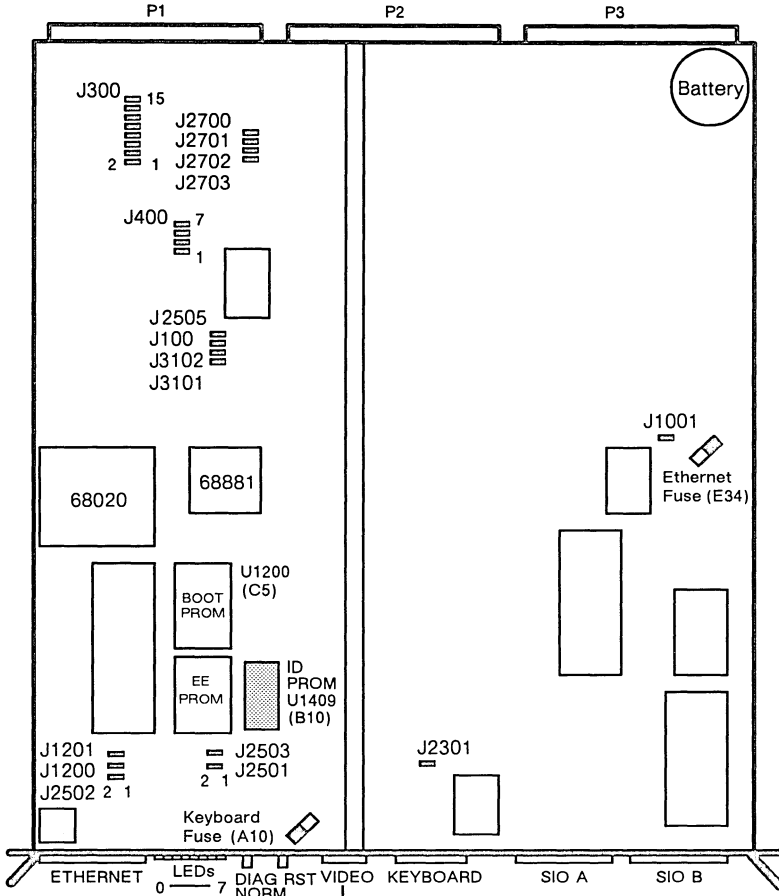 P1 P2 P3
Battery
J300 15
2 1
J2700
J2701
J2702
J2703
J400 7
1
J2505
J100
J3102
J3101
J1001
Ethernet
Fuse (E34)
68020
68881
BOOT
PROM
U1200
(C5)
EE
PROM
ID
PROM
U1409
(B10)
J1201
J1200
J2502 2 1
J2503
J2501
2 1
J2301
Keyboard
Fuse (A10)
ETHERNET LEDs DIAG RST VIDEO KEYBOARD SIO A SIO B
0 7 NORM